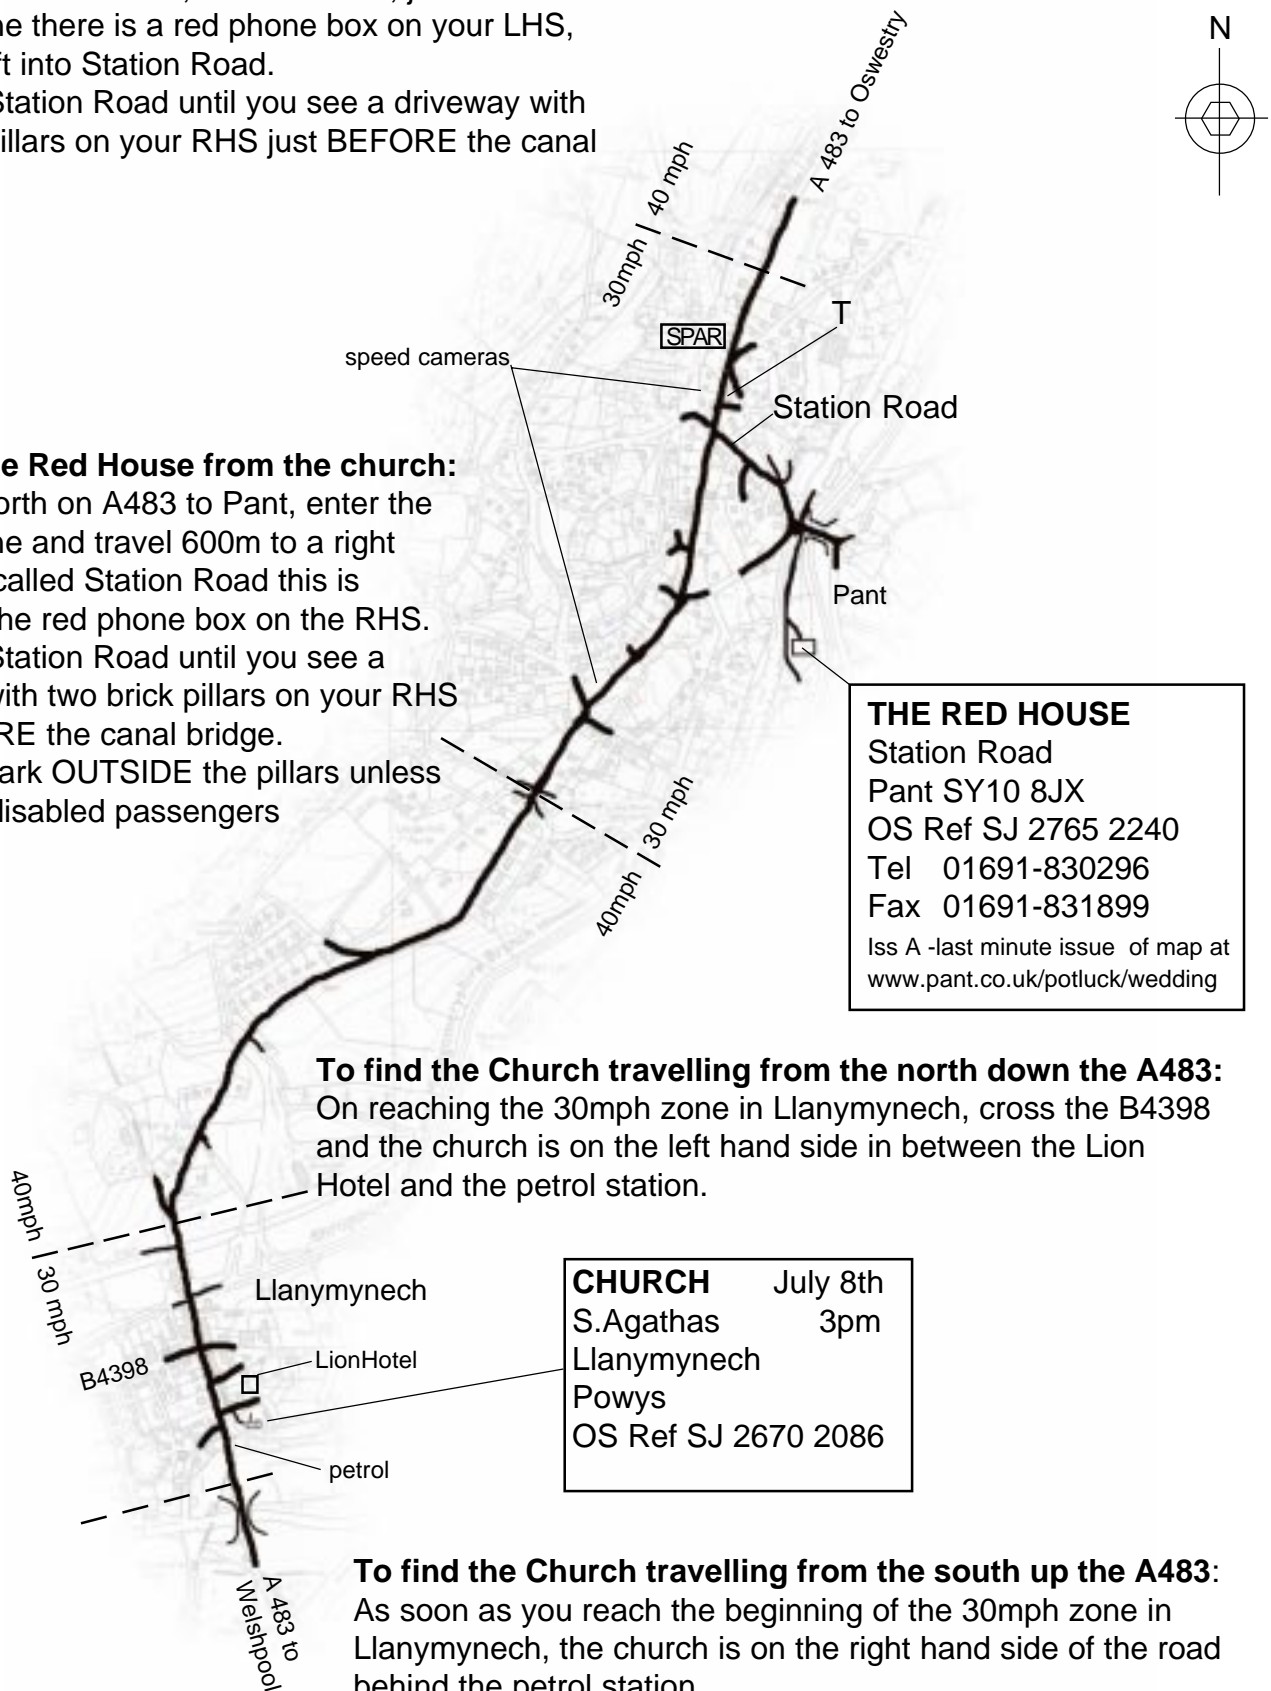 ne there is a red phone box on your LHS,
ft into Station Road.
Station Road until you see a driveway with
illars on your RHS just BEFORE the canal
N
A 483 to Oswestry
40 mph
30mph
T
SPAR
speed cameras
Station Road
e Red House from the church:
orth on A483 to Pant, enter the
ne and travel 600m to a right
called Station Road this is
he red phone box on the RHS.
Station Road until you see a
with two brick pillars on your RHS
RE the canal bridge.
ark OUTSIDE the pillars unless
disabled passengers
Pant
THE RED HOUSE
Station Road
Pant SY10 8JX
OS Ref SJ 2765 2240
Tel 01691-830296
Fax 01691-831899
Iss A -last minute issue of map at
www.pant.co.uk/potluck/wedding
30 mph
40mph
To find the Church travelling from the north down the A483:
On reaching the 30mph zone in Llanymynech, cross the B4398
and the church is on the left hand side in between the Lion
Hotel and the petrol station.
40mph
30 mph
Llanymynech
B4398
LionHotel
CHURCH July 8th
S.Agathas 3pm
Llanymynech
Powys
OS Ref SJ 2670 2086
petrol
A 483 to
Welshpool
To find the Church travelling from the south up the A483:
As soon as you reach the beginning of the 30mph zone in
Llanymynech, the church is on the right hand side of the road
behind the petrol station